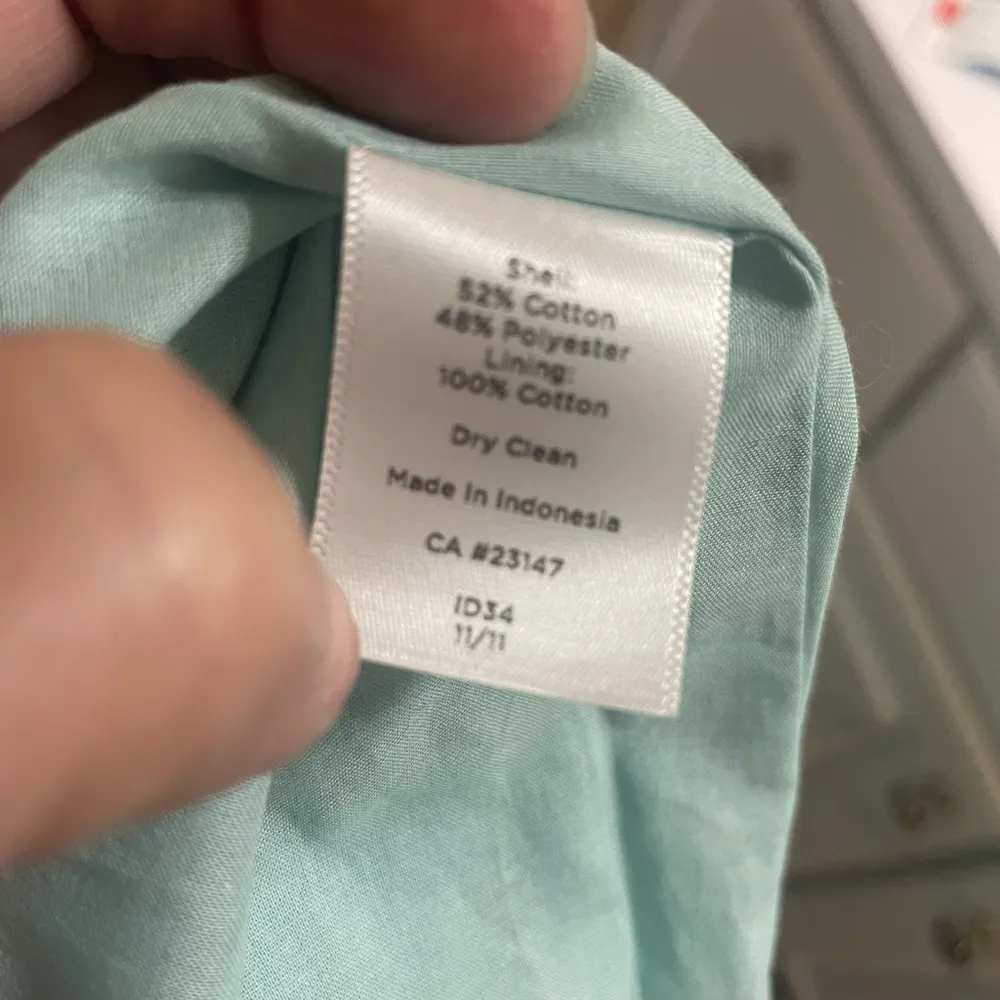 Shell:
52% Cotton
48% Polyester
Lining:
100% Cotton
Dry Clean
Made In Indonesia
CA #23147
ID34
11/11